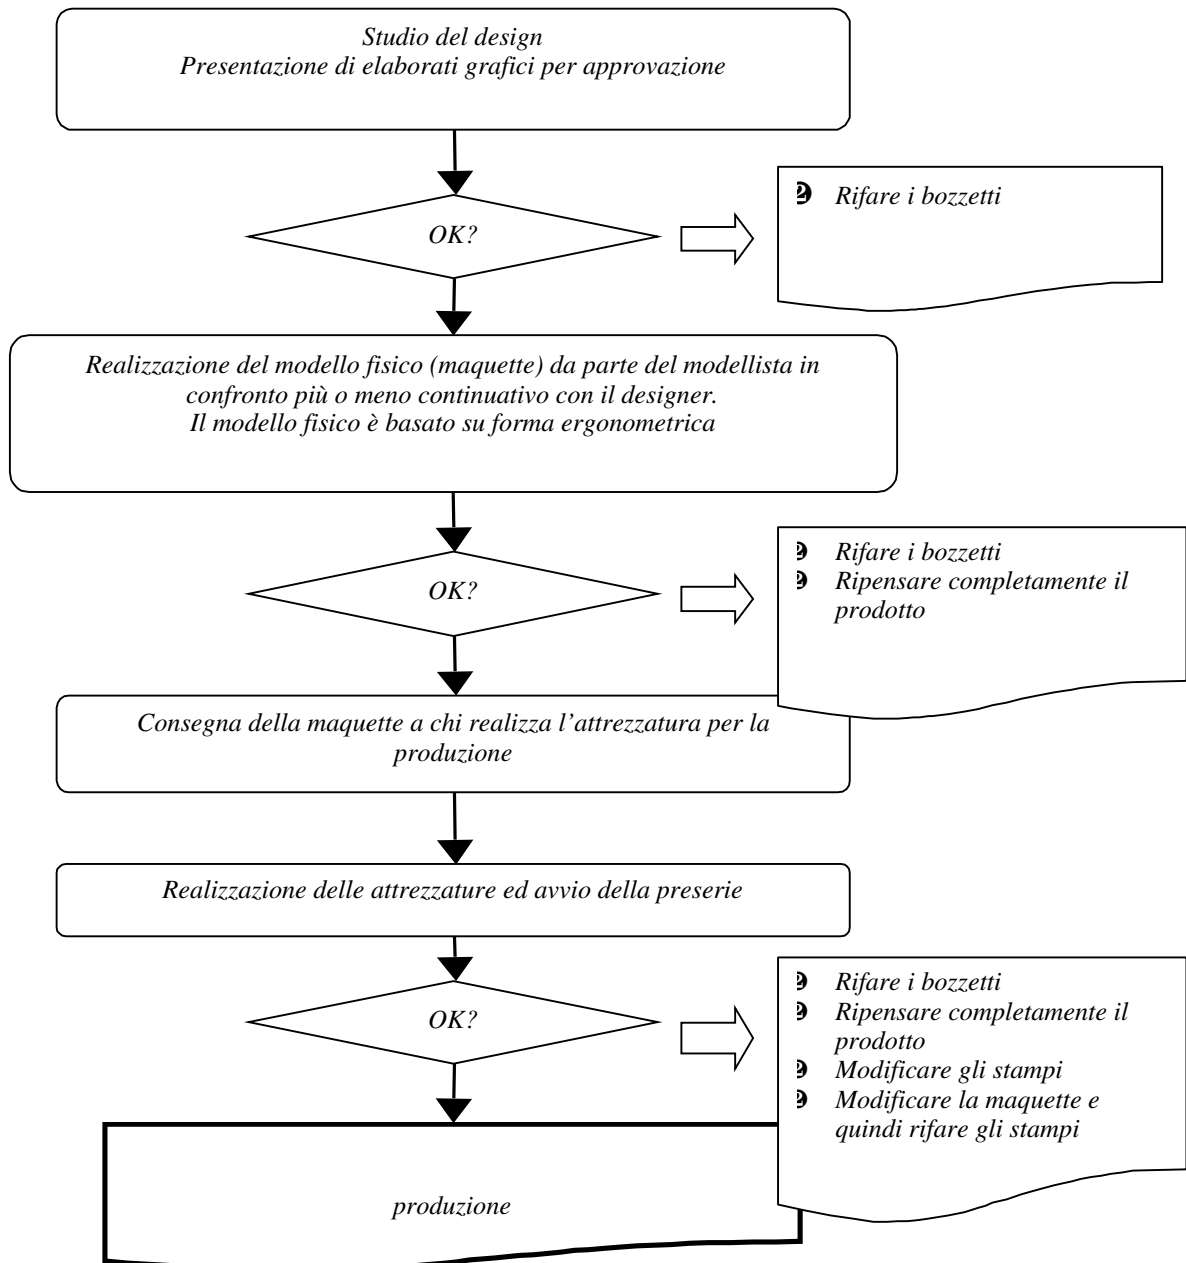 Studio del design
Presentazione di elaborati grafici per approvazione
OK?
Rifare i bozzetti
Realizzazione del modello fisico (maquette) da parte del modellista in
confronto più o meno continuativo con il designer.
Il modello fisico è basato su forma ergonometrica
OK?
Rifare i bozzetti
Ripensare completamente il
prodotto
Consegna della maquette a chi realizza l’attrezzatura per la
produzione
Realizzazione delle attrezzature ed avvio della preserie
OK?
Rifare i bozzetti
Ripensare completamente il
prodotto
Modificare gli stampi
Modificare la maquette e
quindi rifare gli stampi
produzione